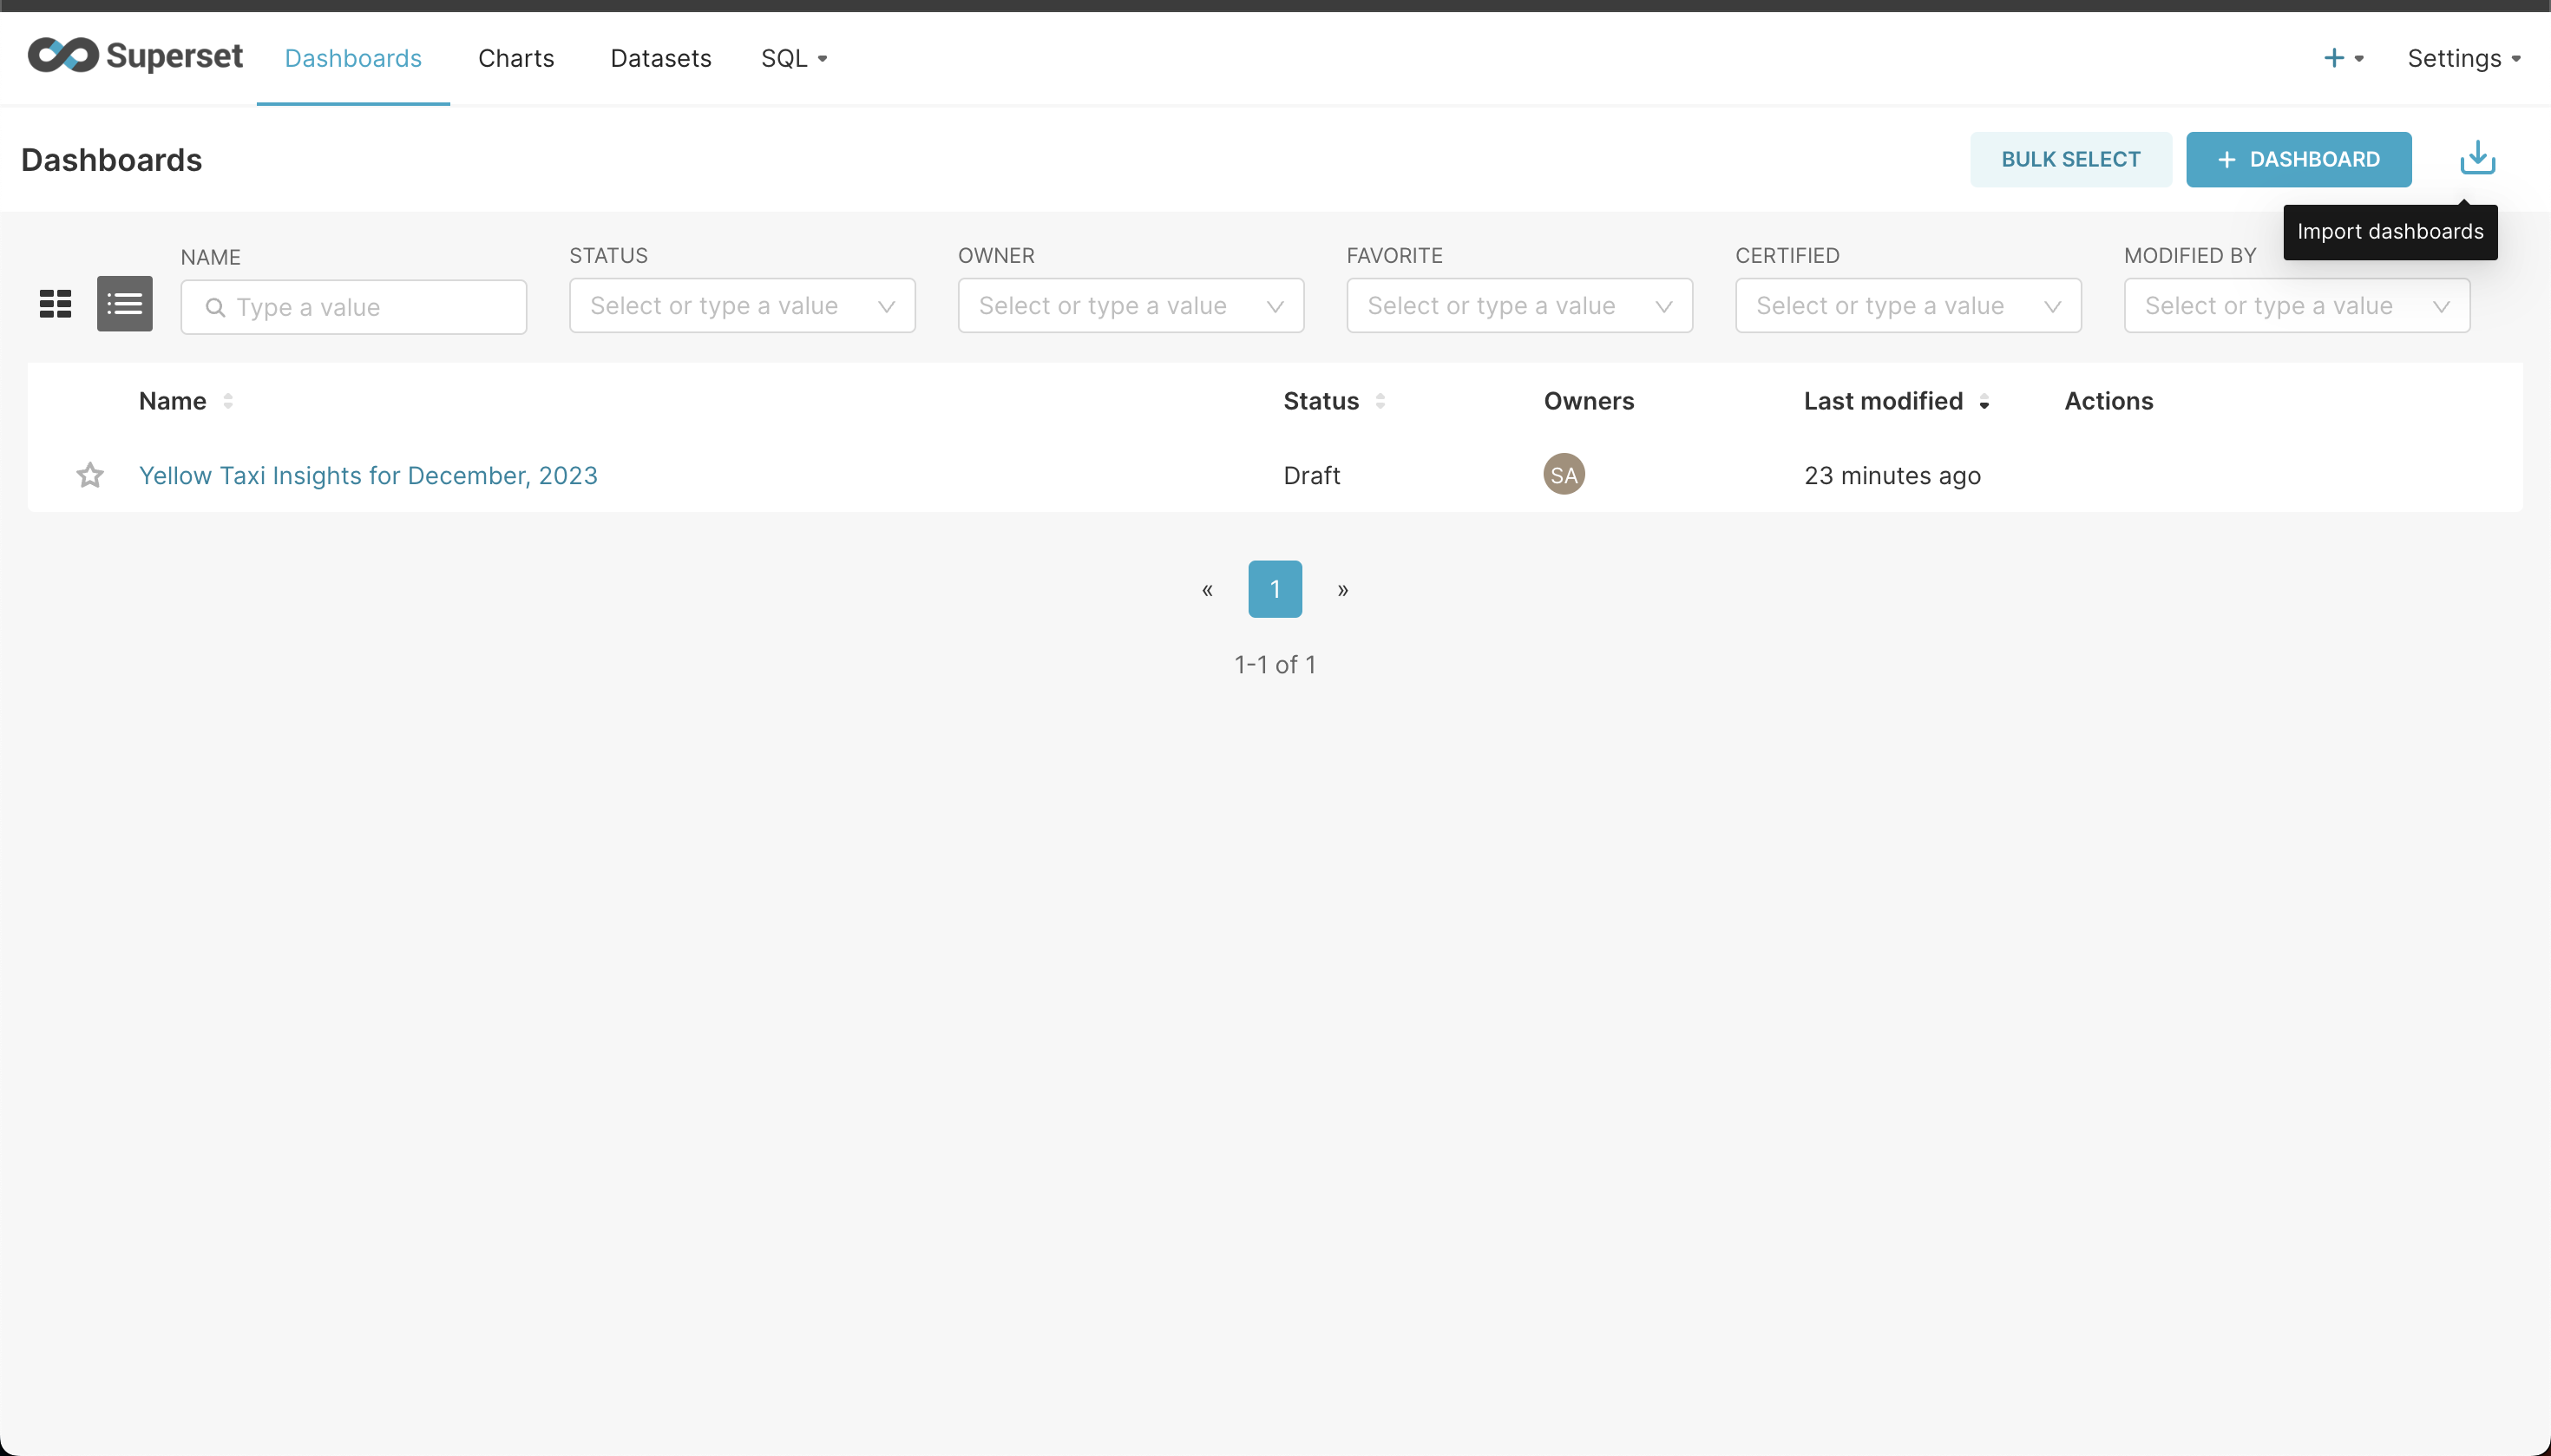 Superset Dashboards Charts Datasets SQL + Settings
Dashboards BULK SELECT + DASHBOARD
Import dashboards
NAME STATUS OWNER FAVORITE CERTIFIED MODIFIED BY
Type a value Select or type a value Select or type a value Select or type a value Select or type a value Select or type a value
Name Status Owners Last modified Actions
Yellow Taxi Insights for December, 2023 Draft SA 23 minutes ago
« 1 »
1-1 of 1